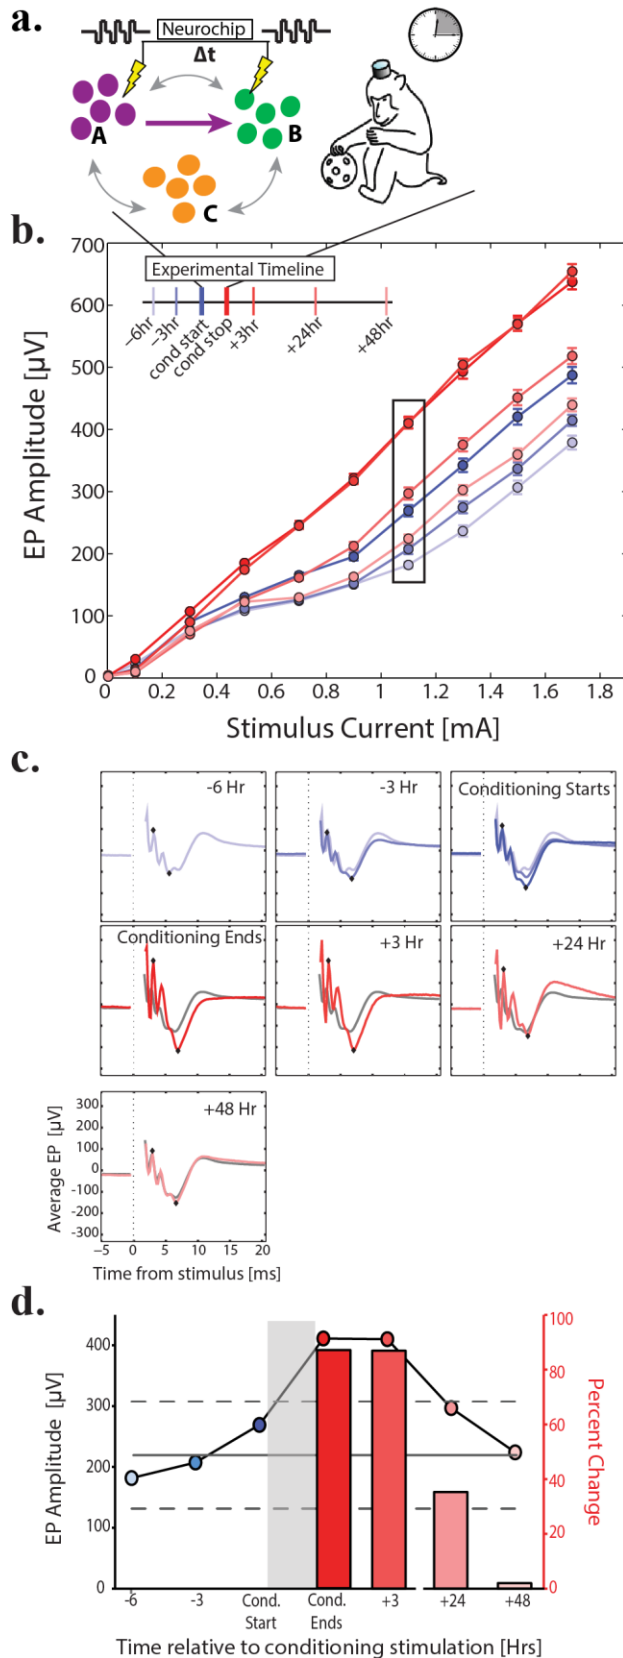 a.
Neurochip
Δt
A
B
C
b.
Experimental Timeline
−6hr
−3hr
cond start
cond stop
+3hr
+24hr
+48hr
EP Amplitude [µV]
700
600
500
400
300
200
100
0
0 0.2 0.4 0.6 0.8 1 1.2 1.4 1.6 1.8
Stimulus Current [mA]
c.
-6 Hr
-3 Hr
Conditioning Starts
Conditioning Ends
+3 Hr
+24 Hr
+48 Hr
Average EP [µV]
300
200
100
0
-100
-200
-300
−5 0 5 10 15 20
Time from stimulus [ms]
d.
EP Amplitude [µV]
400
300
200
100
0
100
80
60
40
20
0
Percent Change
-6 -3 Cond. Start Cond. Ends +3 +24 +48
Time relative to conditioning stimulation [Hrs]